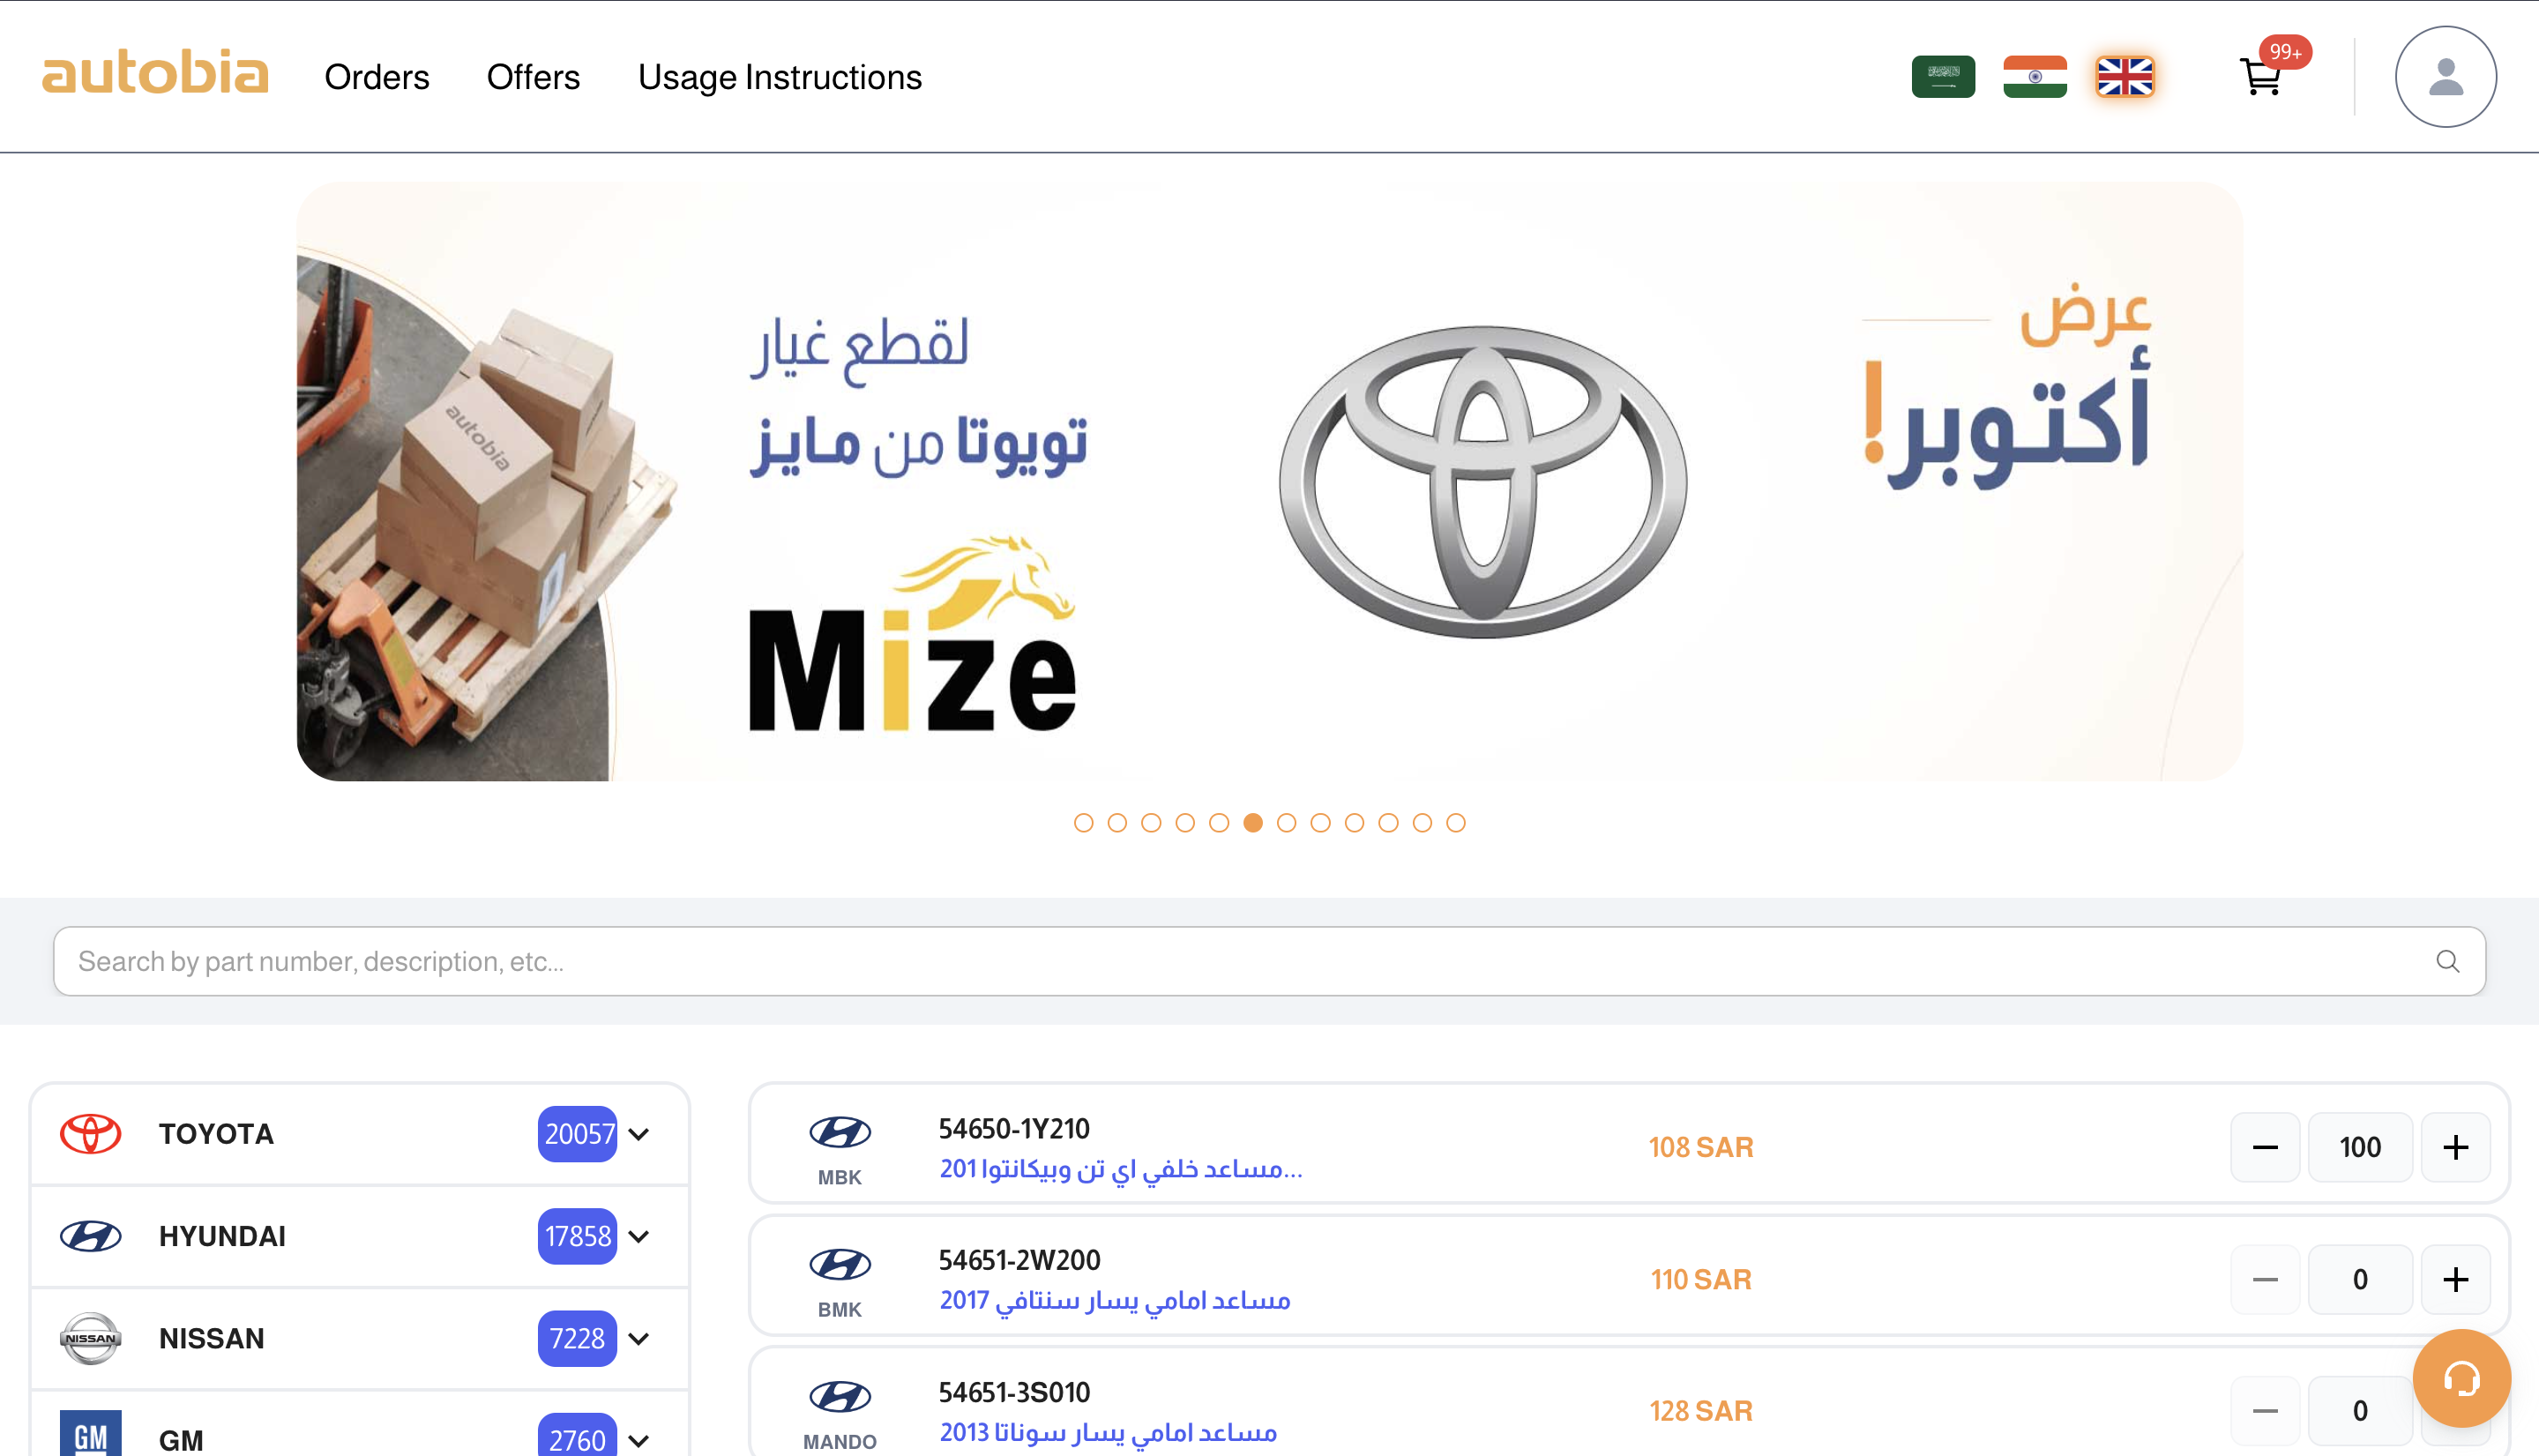 autobia
Orders
Offers
Usage Instructions
99+
عرض
أكتوبر!
لقطع غيار
تويوتا من مايز
Mize
autobia
Search by part number, description, etc...
TOYOTA
20057
HYUNDAI
17858
NISSAN
NISSAN
7228
GM
GM
2760
MBK
54650-1Y210
مساعد خلفي اي تن وبيكانتوا 201...
108 SAR
100
BMK
54651-2W200
مساعد امامي يسار سنتافي 2017
110 SAR
0
MANDO
54651-3S010
مساعد امامي يسار سوناتا 2013
128 SAR
0